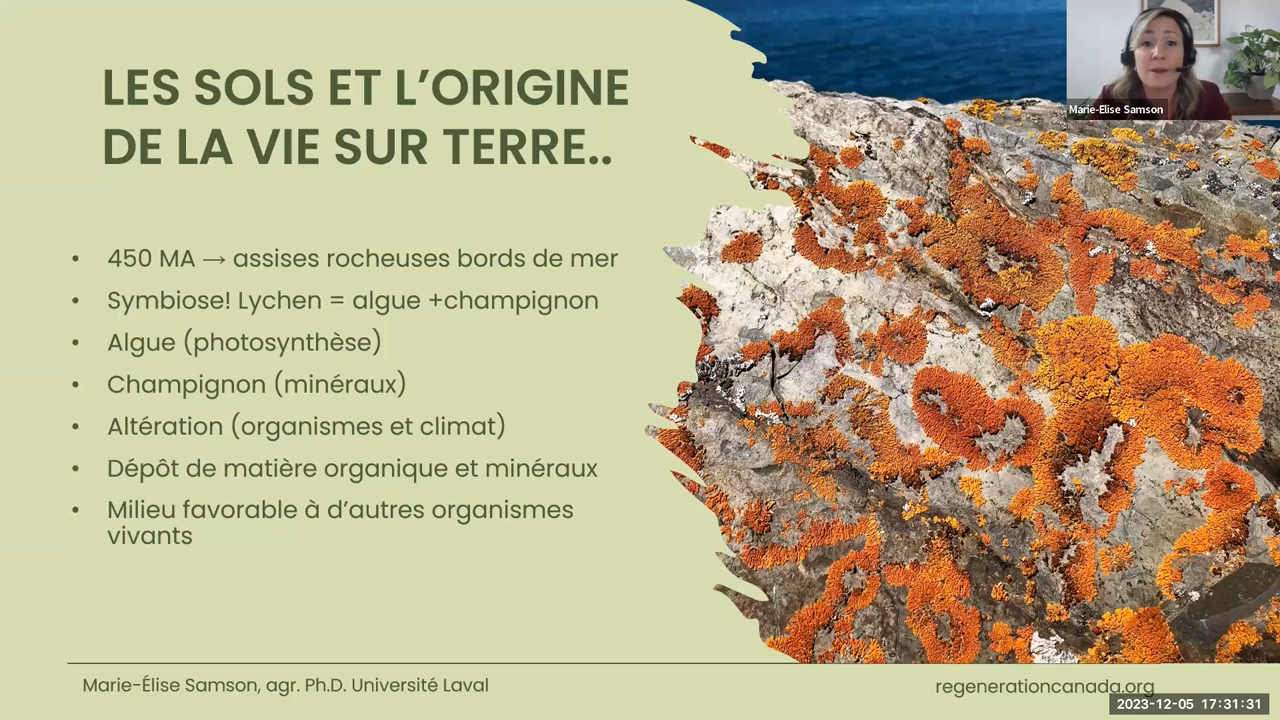 LES SOLS ET L’ORIGINE
DE LA VIE SUR TERRE..
Marie-Elise Samson
• 450 MA → assises rocheuses bords de mer
• Symbiose! Lychen = algue +champignon
• Algue (photosynthèse)
• Champignon (minéraux)
• Altération (organismes et climat)
• Dépôt de matière organique et minéraux
• Milieu favorable à d’autres organismes
vivants
Marie-Élise Samson, agr. Ph.D. Université Laval
regenerationcanada.org
2023-12-05 17:31:31